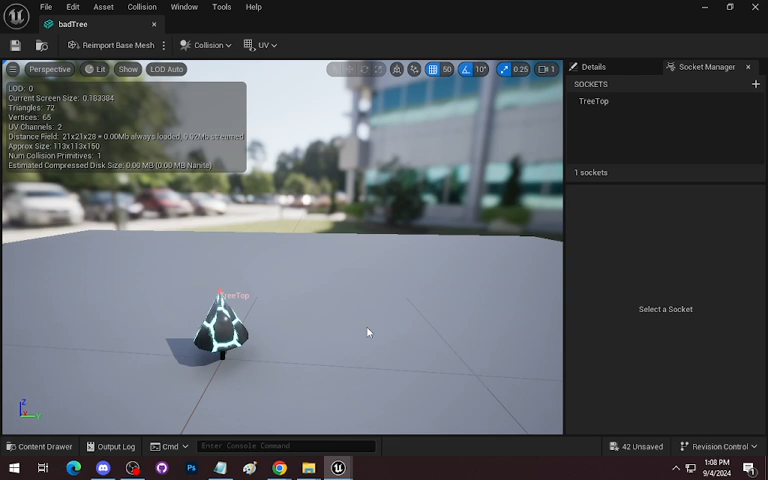 File Edit Asset Collision Window Tools Help
badTree
Reimport Base Mesh Collision UV
Perspective Lit Show LOD Auto 50 10° 0.25 1
Details Socket Manager
LOD: 0
Current Screen Size: 0.183384
Triangles: 72
Vertices: 65
UV Channels: 2
Distance Field: 21x21x28 = 0.00Mb always loaded, 0.02Mb streamed
Approx Size: 113x113x150
Num Collision Primitives: 1
Estimated Compressed Disk Size: 0.00 MB (0.00 MB Nanite)
SOCKETS
TreeTop
1 sockets
Select a Socket
TreeTop
Z
Y
Content Drawer Output Log Cmd Enter Console Command 42 Unsaved Revision Control
Ps
1:08 PM
9/4/2024